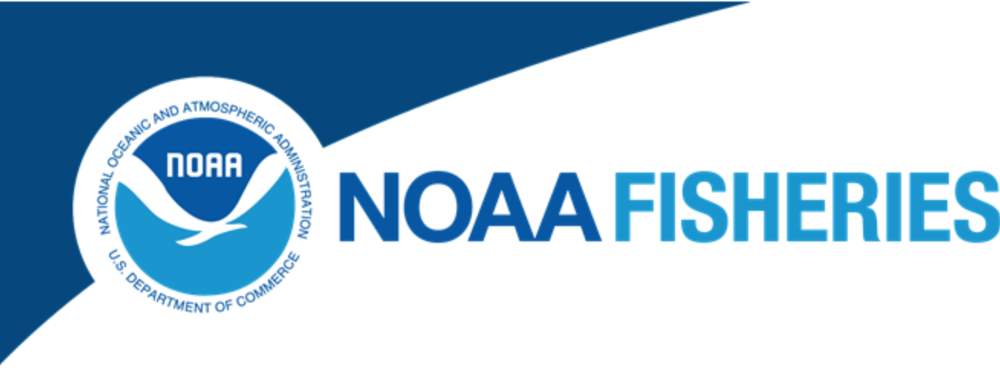 NATIONAL OCEANIC AND ATMOSPHERIC ADMINISTRATION
NOAA
U.S. DEPARTMENT OF COMMERCE
NOAA FISHERIES